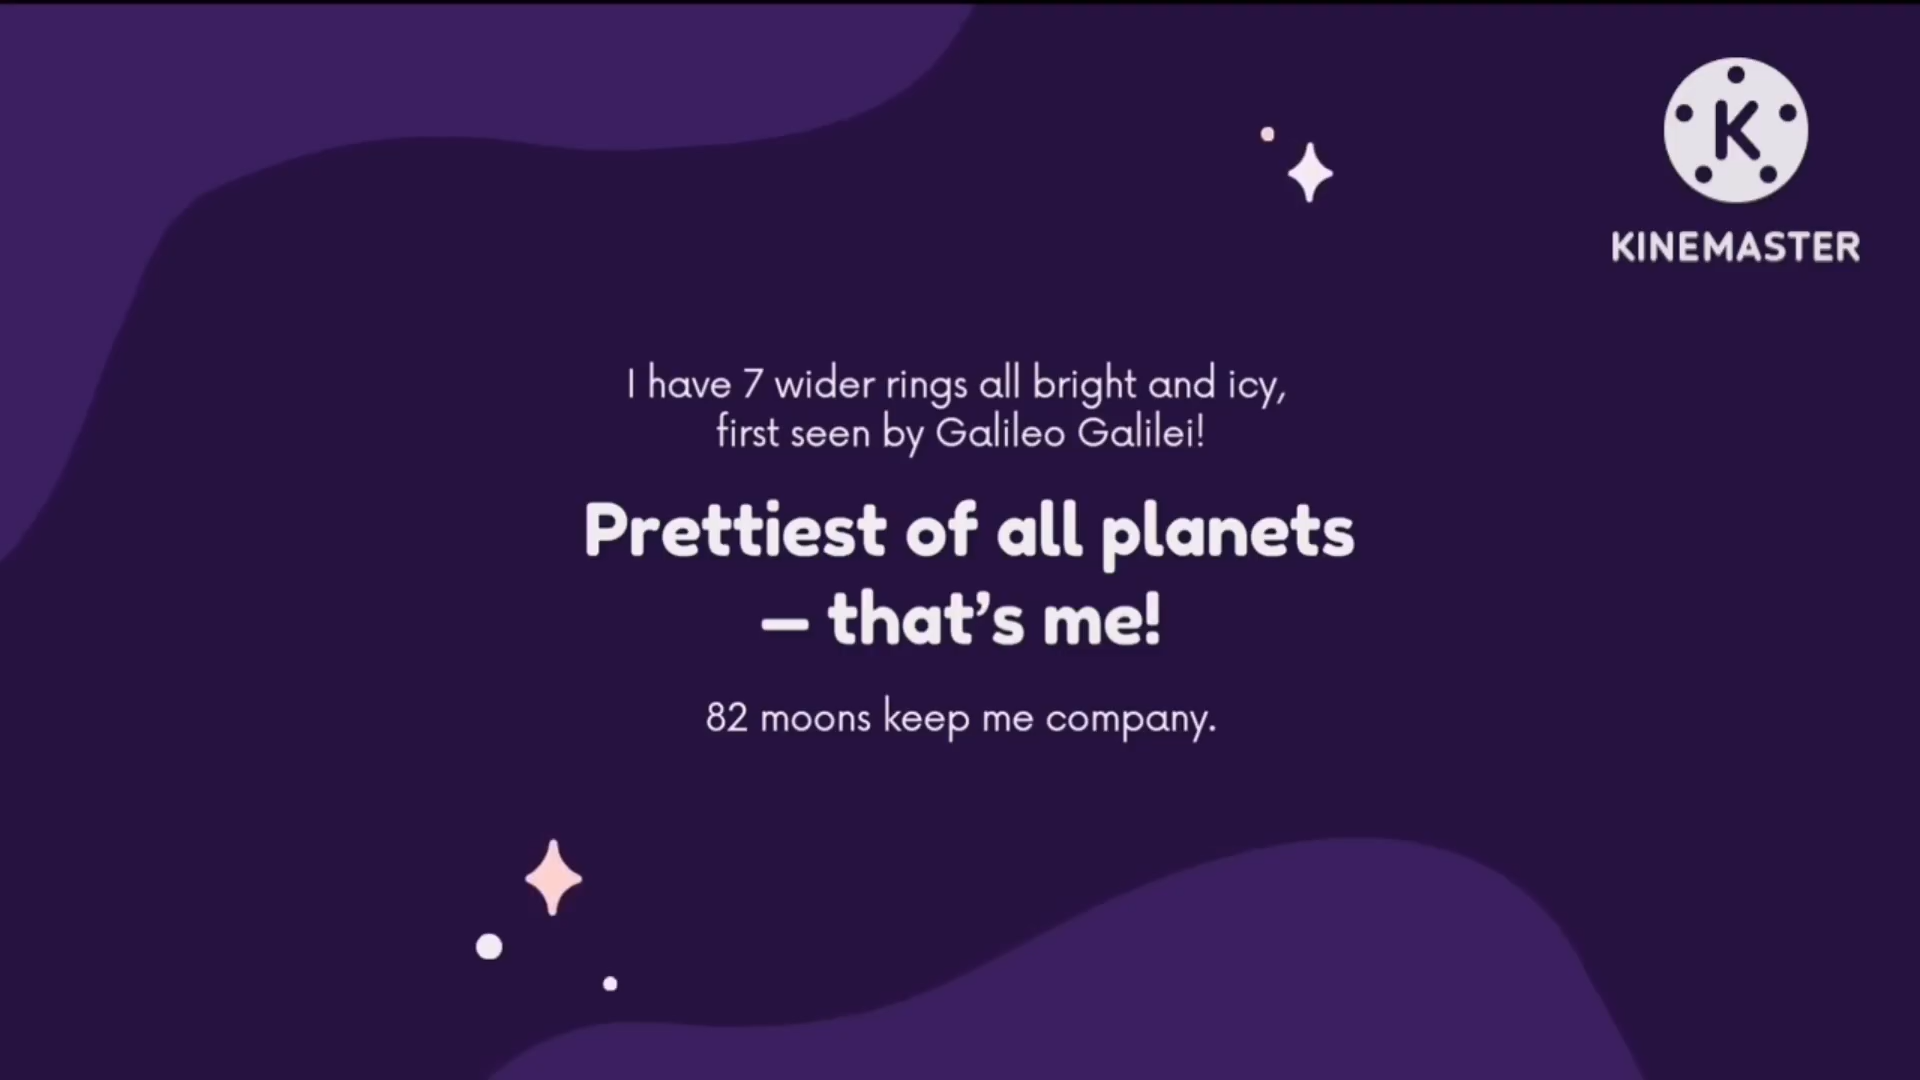 K
KINEMASTER
I have 7 wider rings all bright and icy,
first seen by Galileo Galilei!
Prettiest of all planets
– that’s me!
82 moons keep me company.